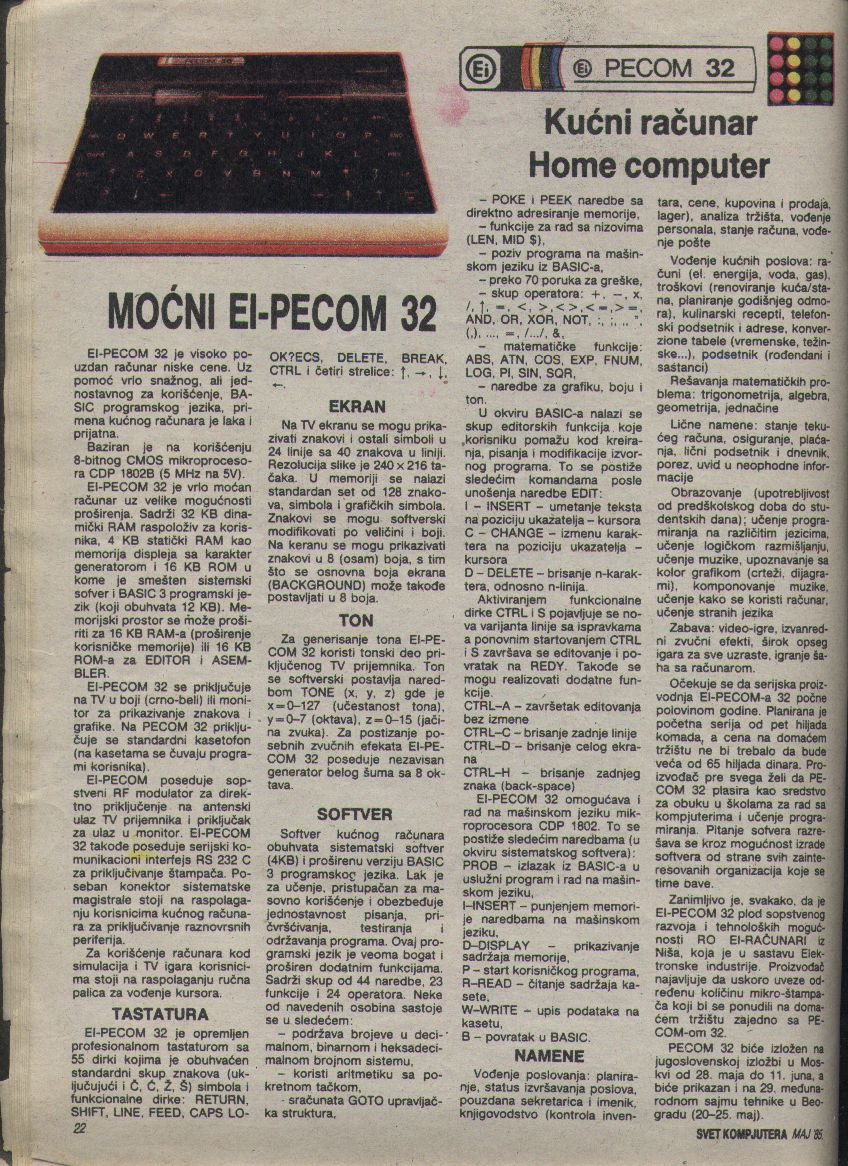 Ei Ei PECOM 32
Kućni računar
Home computer
MOĆNI EI-PECOM 32
EI-PECOM 32 je visoko po-
uzdan računar niske cene. Uz
pomoć vrlo snažnog, ali jed-
nostavnog za korišćenje, BA-
SIC programskog jezika, pri-
mena kućnog računara je laka i
prijatna.
Baziran je na korišćenju
8-bitnog CMOS mikroproceso-
ra CDP 1802B (5 MHz na 5V).
EI-PECOM 32 je vrlo moćan
računar uz velike mogućnosti
proširenja. Sadrži 32 KB dina-
mički RAM raspoloživ za koris-
nika, 4 KB statički RAM kao
memorija displeja sa karakter
generatorom i 16 KB ROM u
kome je smešten sistemski
sofver i BASIC 3 programski je-
zik (koji obuhvata 12 KB). Me-
morijski prostor se može proši-
riti za 16 KB RAM-a (proširenje
korisničke memorije) ili 16 KB
ROM-a za EDITOR i ASEM-
BLER.
EI-PECOM 32 se priključuje
na TV u boji (crno-beli) ili moni-
tor za prikazivanje znakova i
grafike. Na PECOM 32 priklju-
čuje se standardni kasetofon
(na kasetama se čuvaju progra-
mi korisnika).
EI-PECOM poseduje sop-
stveni RF modulator za direk-
tno priključenje na antenski
ulaz TV prijemnika i priključak
za ulaz u monitor. EI-PECOM
32 takođe poseduje serijski ko-
munikacioni interfejs RS 232 C
za priključivanje štampača. Po-
seban konektor sistematske
magistrale stoji na raspolaga-
nju korisnicima kućnog računa-
ra za priključivanje raznovrsnih
periferija.
Za korišćenje računara kod
simulacija i TV igara korisnici-
ma stoji na raspolaganju ručna
palica za vođenje kursora.
TASTATURA
EI-PECOM 32 je opremljen
profesionalnom tastaturom sa
55 dirki kojima je obuhvaćen
standardni skup znakova (uk-
ljučujući i Č, Ć, Ž, Š) simbola i
funkcionalne dirke: RETURN,
SHIFT, LINE, FEED, CAPS LO-
OK?ECS, DELETE, BREAK,
CTRL i četiri strelice: ↑, →, ↓,
←.
EKRAN
Na TV ekranu se mogu prika-
zivati znakovi i ostali simboli u
24 linije sa 40 znakova u liniji.
Rezolucija slike je 240 x 216 ta-
čaka. U memoriji se nalazi
standardan set od 128 znako-
va, simbola i grafičkih simbola.
Znakovi se mogu softverski
modifikovati po veličini i boji.
Na keranu se mogu prikazivati
znakovi u 8 (osam) boja, s tim
što se osnovna boja ekrana
(BACKGROUND) može takođe
postavljati u 8 boja.
TON
Za generisanje tona EI-PE-
COM 32 koristi tonski deo pri-
ključenog TV prijemnika. Ton
se softverski postavlja nared-
bom TONE (x, y, z) gde je
x=0–127 (učestanost tona),
y=0–7 (oktava), z=0–15 (jači-
na zvuka). Za postizanje po-
sebnih zvučnih efekata EI-PE-
COM 32 poseduje nezavisan
generator belog šuma sa 8 ok-
tava.
SOFTVER
Softver kućnog računara
obuhvata sistematski softver
(4KB) i proširenu verziju BASIC
3 programskog jezika. Lak je
za učenje, pristupačan za ma-
sovno korišćenje i obezbeđuje
jednostavnost pisanja, pri-
čvršćivanja, testiranja i
održavanja programa. Ovaj pro-
gramski jezik je veoma bogat i
proširen dodatnim funkcijama.
Sadrži skup od 44 naredbe, 23
funkcije i 24 operatora. Neke
od navedenih osobina sastoje
se u sledećem:
– podržava brojeve u deci-
malnom, binarnom i heksadeci-
malnom brojnom sistemu,
– koristi aritmetiku sa po-
kretnom tačkom,
– sračunata GOTO upravljač-
ka struktura,
– POKE i PEEK naredbe sa
direktno adresiranje memorije,
– funkcije za rad sa nizovima
(LEN, MID $),
– poziv programa na mašin-
skom jeziku iz BASIC-a,
– preko 70 poruka za greške,
– skup operatora: +, –, x,
/, ↑, =, <, >, < >, < =, > =,
AND, OR, XOR, NOT, :, ;, ,, "
(,), ..., =, /.../, &,
– matematičke funkcije:
ABS, ATN, COS, EXP, FNUM,
LOG, PI, SIN, SQR,
– naredbe za grafiku, boju i
ton.
U okviru BASIC-a nalazi se
skup editorskih funkcija koje
korisniku pomažu kod kreira-
nja, pisanja i modifikacije izvor-
nog programa. To se postiže
sledećim komandama posle
unošenja naredbe EDIT:
I – INSERT – umetanje teksta
na poziciju ukazatelja – kursora
C – CHANGE – izmenu karak-
tera na poziciju ukazatelja –
kursora
D – DELETE – brisanje n-karak-
tera, odnosno n-linija.
Aktiviranjem funkcionalne
dirke CTRL i S pojavljuje se no-
va varijanta linije sa ispravkama
a ponovnim startovanjem CTRL
i S završava se editovanje i po-
vratak na REDY. Takođe se
mogu realizovati dodatne fun-
kcije.
CTRL-A – završetak editovanja
bez izmene
CTRL-C – brisanje zadnje linije
CTRL-D – brisanje celog ekra-
na
CTRL-H – brisanje zadnjeg
znaka (back-space)
EI-PECOM 32 omogućava i
rad na mašinskom jeziku mik-
roprocesora CDP 1802. To se
postiže sledećim naredbama (u
okviru sistematskog softvera):
PROB – izlazak iz BASIC-a u
uslužni program i rad na mašin-
skom jeziku,
I–INSERT – punjenjem memori-
je naredbama na mašinskom
jeziku,
D–DISPLAY – prikazivanje
sadržaja memorije,
P – start korisničkog programa,
R–READ – čitanje sadržaja ka-
sete,
W–WRITE – upis podataka na
kasetu,
B – povratak u BASIC.
NAMENE
Vođenje poslovanja: planira-
nje, status izvršavanja poslova,
pouzdana sekretarica i imenik,
knjigovodstvo (kontrola inven-
tara, cene, kupovina i prodaja,
lager), analiza tržišta, vođenje
personala, stanje računa, vođe-
nje pošte
Vođenje kućnih poslova: ra-
čuni (el. energija, voda, gas),
troškovi (renoviranje kuća/sta-
na, planiranje godišnjeg odmo-
ra), kulinarski recepti, telefon-
ski podsetnik i adrese, konver-
zione tabele (vremenske, težin-
ske...), podsetnik (rođendani i
sastanci)
Rešavanja matematičkih pro-
blema: trigonometrija, algebra,
geometrija, jednačine
Lične namene: stanje teku-
ćeg računa, osiguranje, plaća-
nja, lični podsetnik i dnevnik,
porez, uvid u neophodne infor-
macije
Obrazovanje (upotrebljivost
od predškolskog doba do stu-
dentskih dana); učenje progra-
miranja na različitim jezicima,
učenje logičkom razmišljanju,
učenje muzike, upoznavanje sa
kolor grafikom (crteži, dijagra-
mi), komponovanje muzike,
učenje kako se koristi računar,
učenje stranih jezika
Zabava: video-igre, izvanred-
ni zvučni efekti, širok opseg
igara za sve uzraste, igranje ša-
ha sa računarom.
Očekuje se da serijska proiz-
vodnja EI-PECOM-a 32 počne
polovinom godine. Planirana je
početna serija od pet hiljada
komada, a cena na domaćem
tržištu ne bi trebalo da bude
veća od 65 hiljada dinara. Pro-
izvođač pre svega želi da PE-
COM 32 plasira kao sredstvo
za obuku u školama za rad sa
kompjuterima i učenje progra-
miranja. Pitanje sofvera razre-
šava se kroz mogućnost izrade
softvera od strane svih zainte-
resovanih organizacija koje se
time bave.
Zanimljivo je, svakako, da je
EI-PECOM 32 plod sopstvenog
razvoja i tehnoloških moguć-
nosti RO EI-RAČUNARI iz
Niša, koja je u sastavu Elek-
tronske industrije. Proizvođač
najavljuje da uskoro uveze od-
ređenu količinu mikro-štampa-
ča koji bi se ponudili na doma-
ćem tržištu zajedno sa PE-
COM-om 32.
PECOM 32 biće izložen na
jugoslovenskoj izložbi u Mos-
kvi od 28. maja do 11. juna, a
biće prikazan i na 29. međuna-
rodnom sajmu tehnike u Beo-
gradu (20–25. maj).
22
SVET KOMPJUTERA MAJ '85.